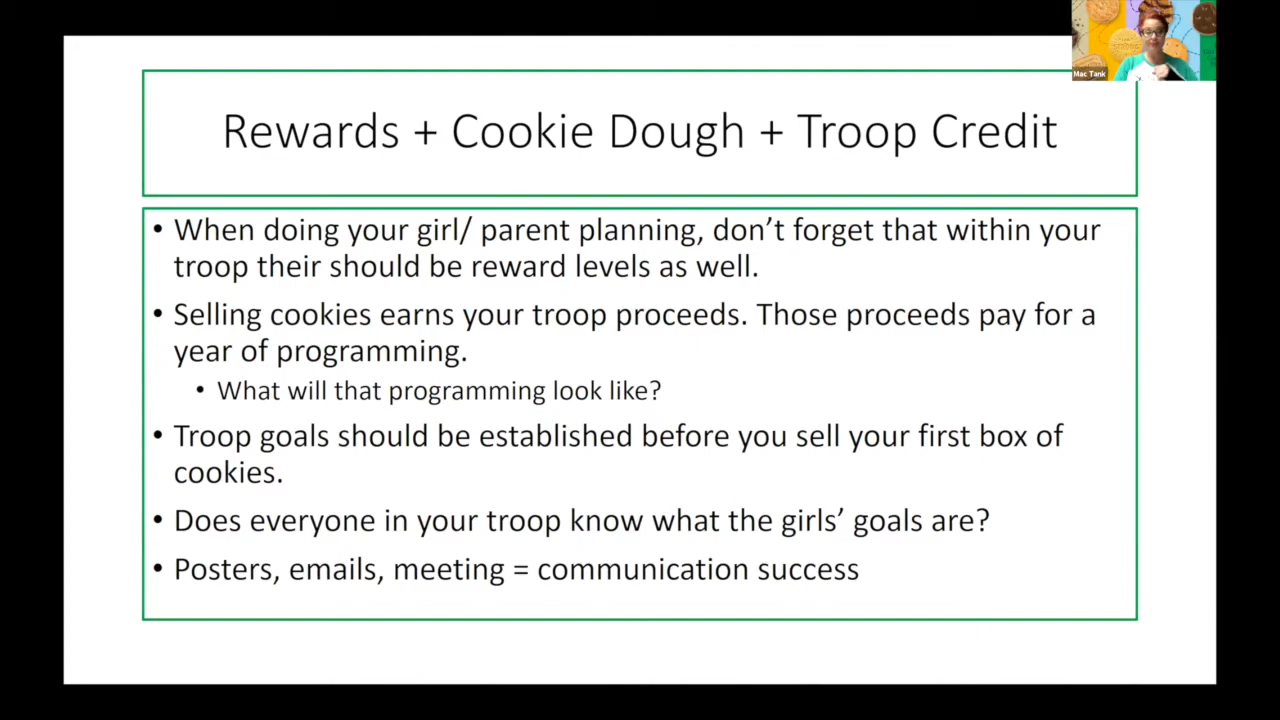 Mac Tank
Rewards + Cookie Dough + Troop Credit
• When doing your girl/ parent planning, don’t forget that within your
troop their should be reward levels as well.
• Selling cookies earns your troop proceeds. Those proceeds pay for a
year of programming.
• What will that programming look like?
• Troop goals should be established before you sell your first box of
cookies.
• Does everyone in your troop know what the girls’ goals are?
• Posters, emails, meeting = communication success